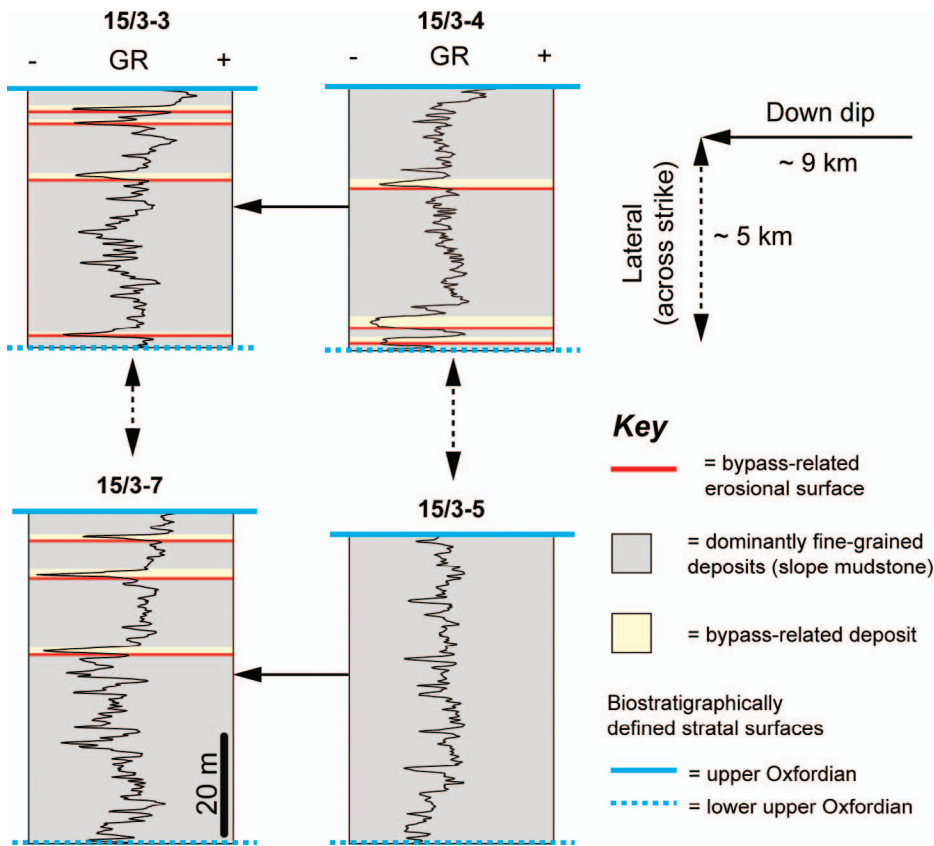 15/3-3
- GR +
15/3-4
- GR +
Down dip
~ 9 km
Lateral
(across strike)
~ 5 km
15/3-7
20 m
15/3-5
Key
= bypass-related
erosional surface
= dominantly fine-grained
deposits (slope mudstone)
= bypass-related deposit
Biostratigraphically
defined stratal surfaces
= upper Oxfordian
= lower upper Oxfordian